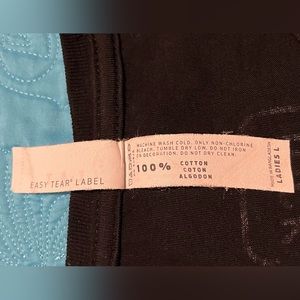 MACHINE WASH COLD. ONLY NON-CHLORINE
BLEACH. TUMBLE DRY LOW. DO NOT IRON
DECORATION. DO NOT DRY CLEAN.
100% COTTON
COTON
ALGODON
EASY TEAR® LABEL
LADIES L